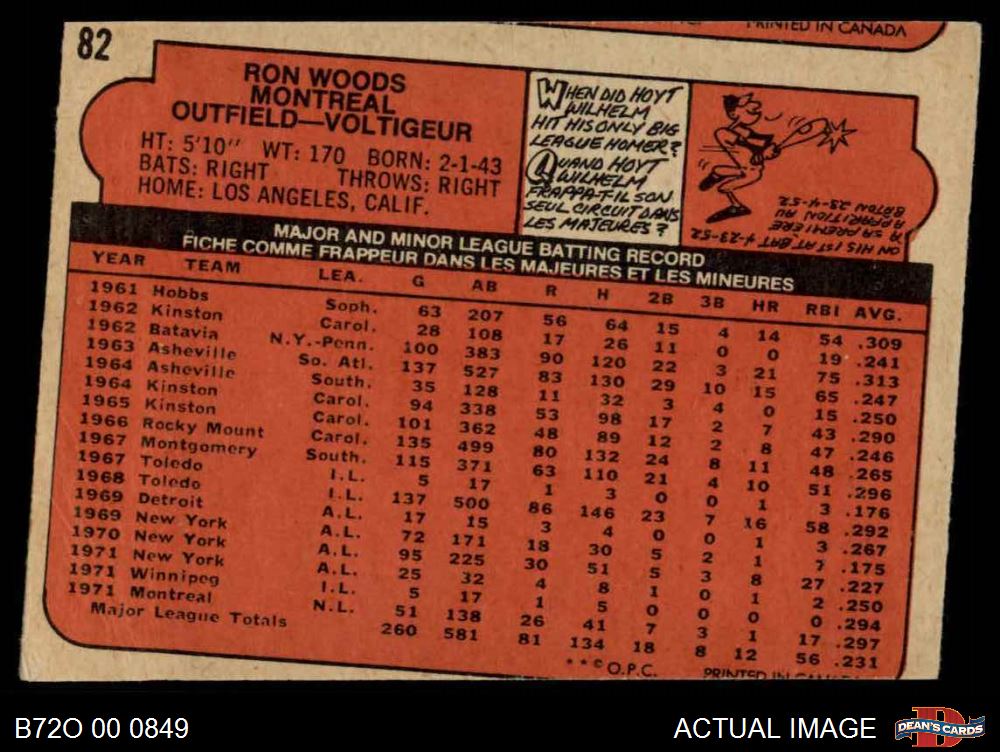 PRINTED IN CANADA
82
RON WOODS
MONTREAL
OUTFIELD—VOLTIGEUR
HT: 5'10" WT: 170 BORN: 2-1-43
BATS: RIGHT THROWS: RIGHT
HOME: LOS ANGELES, CALIF.
WHEN DID HOYT
WILHELM
HIT HIS ONLY BIG
LEAGUE HOMER?
QUAND HOYT
WILHELM
FRAPPA-T-IL SON
SEUL CIRCUIT DANS
LES MAJEURES?
ON HIS 1ST AT BAT 4-23-52
À SA PREMIERE
APPARITION AU
BATON 23-4-52
MAJOR AND MINOR LEAGUE BATTING RECORD
FICHE COMME FRAPPEUR DANS LES MAJEURES ET LES MINEURES
YEAR TEAM LEA. G AB R H 2B 3B HR RBI AVG.
1961 Hobbs Soph. 63 207 56 64 15 4 14 54 .309
1962 Kinston Carol. 28 108 17 26 11 0 0 19 .241
1962 Batavia N.Y.-Penn. 100 383 90 120 22 3 21 75 .313
1963 Asheville So. Atl. 137 527 83 130 29 10 15 65 .247
1964 Asheville South. 35 128 11 32 3 4 0 15 .250
1964 Kinston Carol. 94 338 53 98 17 2 7 43 .290
1965 Kinston Carol. 101 362 48 89 12 2 8 47 .246
1966 Rocky Mount Carol. 135 499 80 132 24 8 11 48 .265
1967 Montgomery South. 115 371 63 110 21 4 10 51 .296
1967 Toledo I.L. 5 17 1 3 0 0 1 3 .176
1968 Toledo I.L. 137 500 86 146 23 7 16 58 .292
1969 Detroit A.L. 17 15 3 4 0 0 1 3 .267
1969 New York A.L. 72 171 18 30 5 2 1 7 .175
1970 New York A.L. 95 225 30 51 5 3 8 27 .227
1971 New York A.L. 25 32 4 8 1 0 1 2 .250
1971 Winnipeg I.L. 5 17 1 5 0 0 0 0 .294
1971 Montreal N.L. 51 138 26 41 7 3 1 17 .297
Major League Totals 260 581 81 134 18 8 12 56 .231
**© O.P.C. PRINTED IN CANADA
B72O 00 0849
ACTUAL IMAGE
D
DEAN'S CARDS